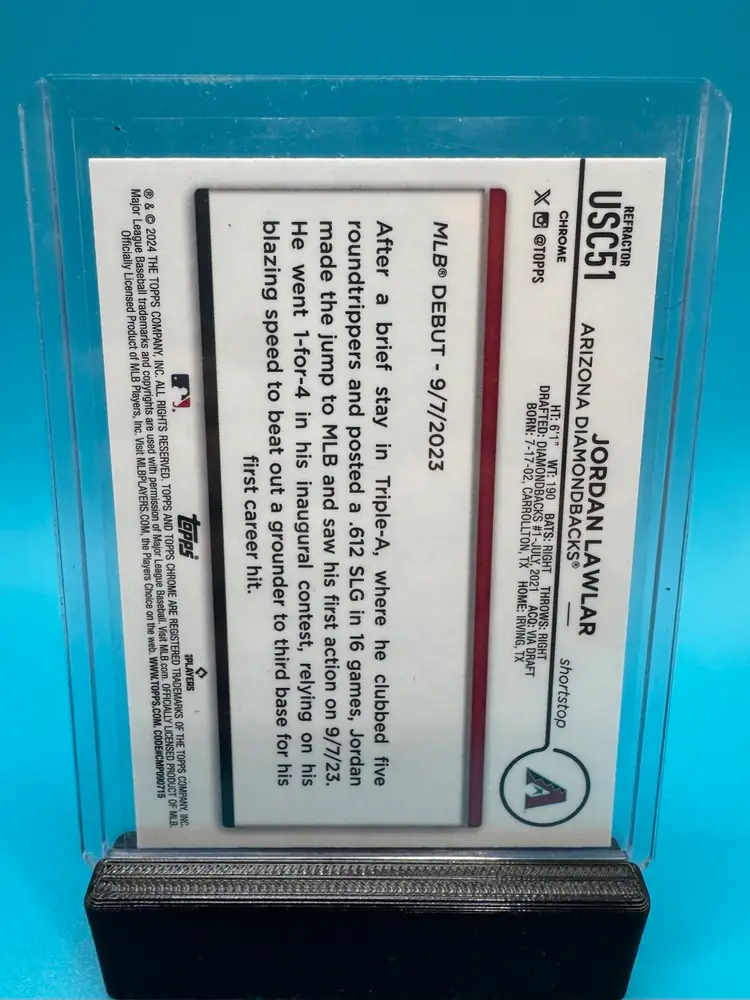 REFRACTOR
USC51
CHROME
X @TOPPS
JORDAN LAWLAR
ARIZONA DIAMONDBACKS®
shortstop
HT: 6'1" WT: 190 BATS: RIGHT THROWS: RIGHT
DRAFTED: DIAMONDBACKS #1-JULY, 2021 ACQ: VIA DRAFT
BORN: 7-17-02, CARROLLTON, TX HOME: IRVING, TX
A
MLB® DEBUT - 9/7/2023
After a brief stay in Triple-A, where he clubbed five
roundtrippers and posted a .612 SLG in 16 games, Jordan
made the jump to MLB and saw his first action on 9/7/23.
He went 1-for-4 in his inaugural contest, relying on his
blazing speed to beat out a grounder to third base for his
first career hit.
topps®
PLAYERS
® & © 2024 THE TOPPS COMPANY, INC. ALL RIGHTS RESERVED. TOPPS AND TOPPS CHROME ARE REGISTERED TRADEMARKS OF THE TOPPS COMPANY, INC.
Major League Baseball trademarks and copyrights are used with permission of Major League Baseball. Visit MLB.com. OFFICIALLY LICENSED PRODUCT OF MLB
Officially Licensed Product of MLB Players, Inc. Visit MLBPLAYERS.COM, the Players Choice on the web. WWW.TOPPS.COM. CODE#CMP090715